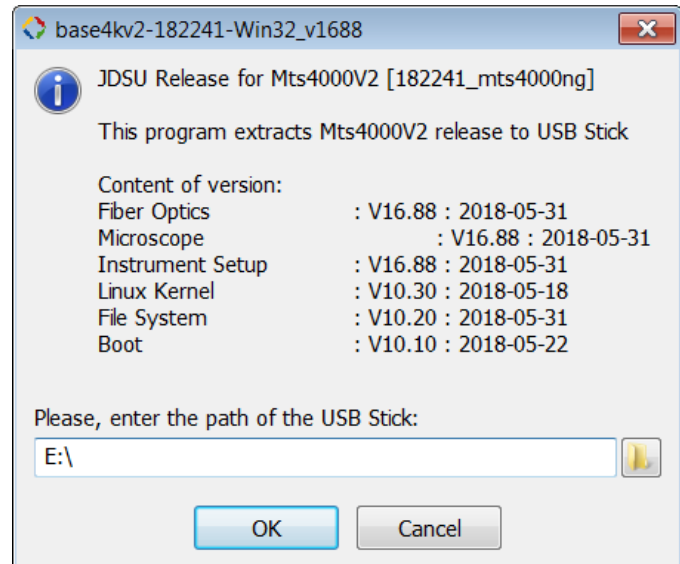 base4kv2-182241-Win32_v1688
JDSU Release for Mts4000V2 [182241_mts4000ng]
This program extracts Mts4000V2 release to USB Stick
Content of version:
Fiber Optics : V16.88 : 2018-05-31
Microscope : V16.88 : 2018-05-31
Instrument Setup : V16.88 : 2018-05-31
Linux Kernel : V10.30 : 2018-05-18
File System : V10.20 : 2018-05-31
Boot : V10.10 : 2018-05-22
Please, enter the path of the USB Stick:
E:\
OK Cancel